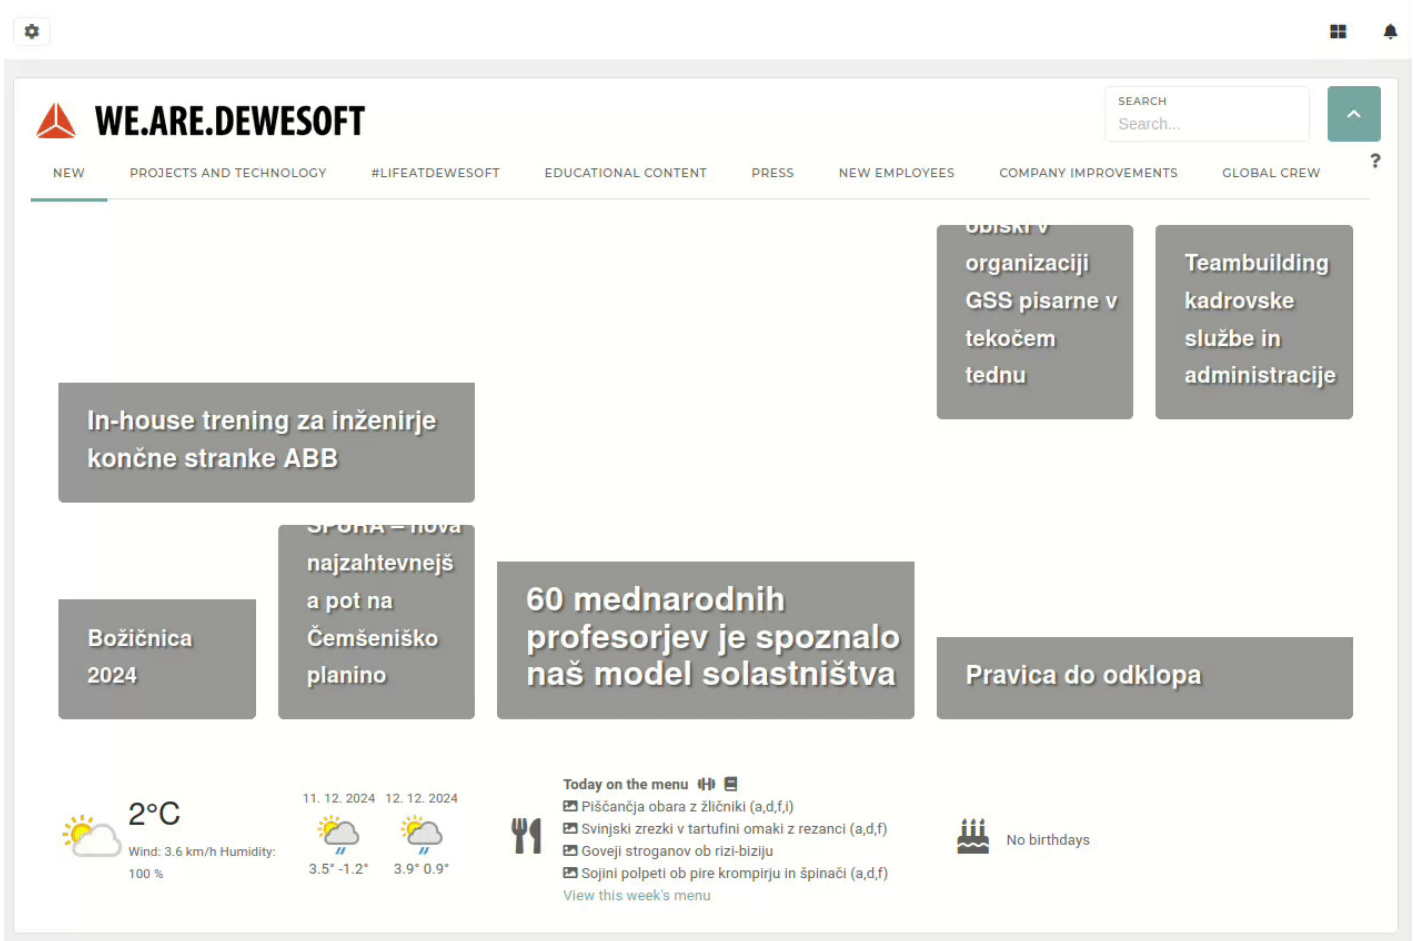 WE.ARE.DEWESOFT
SEARCH
Search...
?
NEW
PROJECTS AND TECHNOLOGY
#LIFEATDEWESOFT
EDUCATIONAL CONTENT
PRESS
NEW EMPLOYEES
COMPANY IMPROVEMENTS
GLOBAL CREW
obiski v
organizaciji
GSS pisarne v
tekočem
tednu
Teambuilding
kadrovske
službe in
administracije
In-house trening za inženirje
končne stranke ABB
Božičnica
2024
SPURA – nova
najzahtevnejš
a pot na
Čemšeniško
planino
60 mednarodnih
profesorjev je spoznalo
naš model solastništva
Pravica do odklopa
2°C
Wind: 3.6 km/h Humidity:
100 %
11. 12. 2024
12. 12. 2024
3.5° -1.2°
3.9° 0.9°
Today on the menu
Piščančja obara z žličniki (a,d,f,i)
Svinjski zrezki v tartufini omaki z rezanci (a,d,f)
Goveji stroganov ob rizi-biziju
Sojini polpeti ob pire krompirju in špinači (a,d,f)
View this week's menu
No birthdays